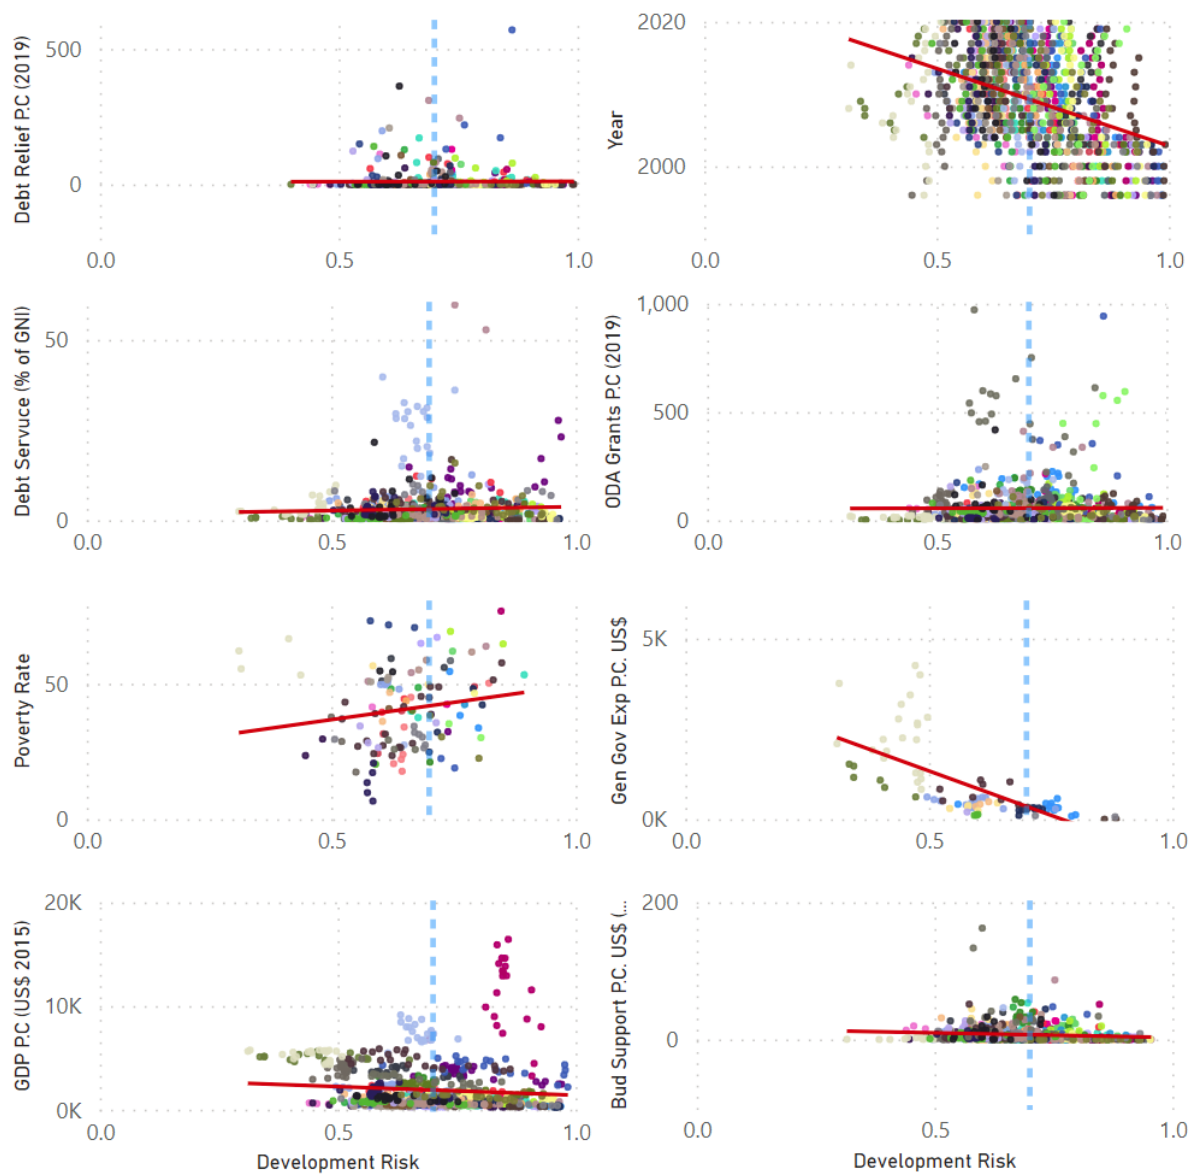 Debt Relief P.C (2019)
500
0
0.0
0.5
1.0
Year
2020
2000
0.0
0.5
1.0
Debt Servuce (% of GNI)
50
0
0.0
0.5
1.0
ODA Grants P.C (2019)
1,000
500
0
0.0
0.5
1.0
Poverty Rate
50
0
0.0
0.5
1.0
Gen Gov Exp P.C. US$
5K
0K
0.0
0.5
1.0
GDP P.C (US$ 2015)
20K
10K
0K
0.0
0.5
1.0
Development Risk
Bud Support P.C. US$ (...
200
0
0.0
0.5
1.0
Development Risk